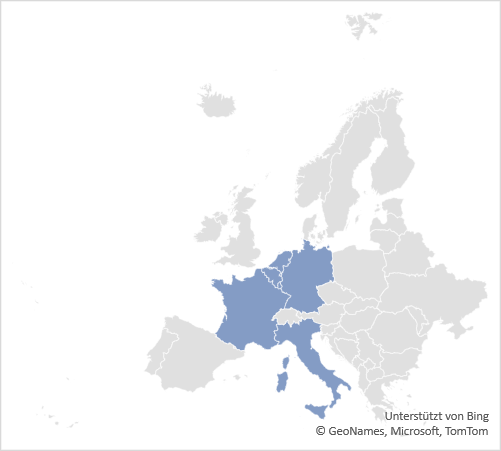 Unterstützt von Bing
© GeoNames, Microsoft, TomTom